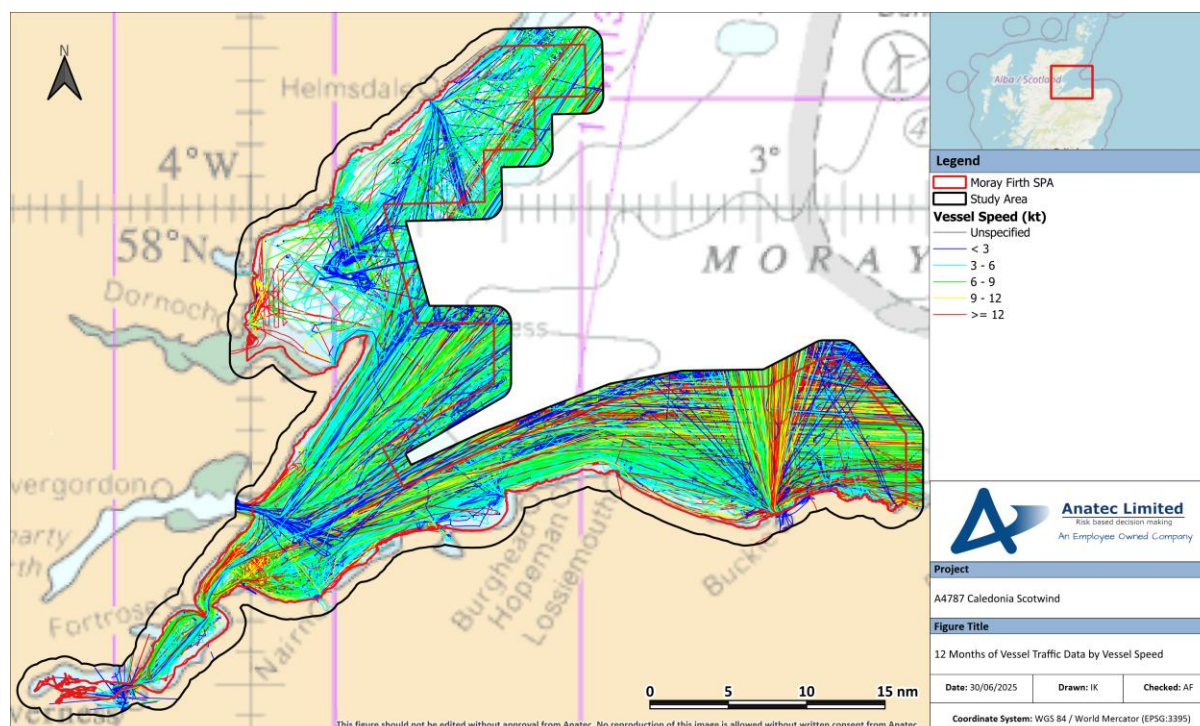 N
Helmsdale
4° W
3°
58° N
MORAY
Dornoch
Fortrose
Nairn
Burghead
Hopeman
Lossiemouth
0 5 10 15 nm
This figure should not be edited without approval from Anatec. No reproduction of this image is allowed without written consent from Anatec
Alba / Scotland
Legend
Moray Firth SPA
Study Area
Vessel Speed (kt)
Unspecified
< 3
3 - 6
6 - 9
9 - 12
>= 12
Anatec Limited
Risk based decision making
An Employee Owned Company
Project
A4787 Caledonia Scotwind
Figure Title
12 Months of Vessel Traffic Data by Vessel Speed
Date: 30/06/2025 Drawn: IK Checked: AF
Coordinate System: WGS 84 / World Mercator (EPSG:3395)